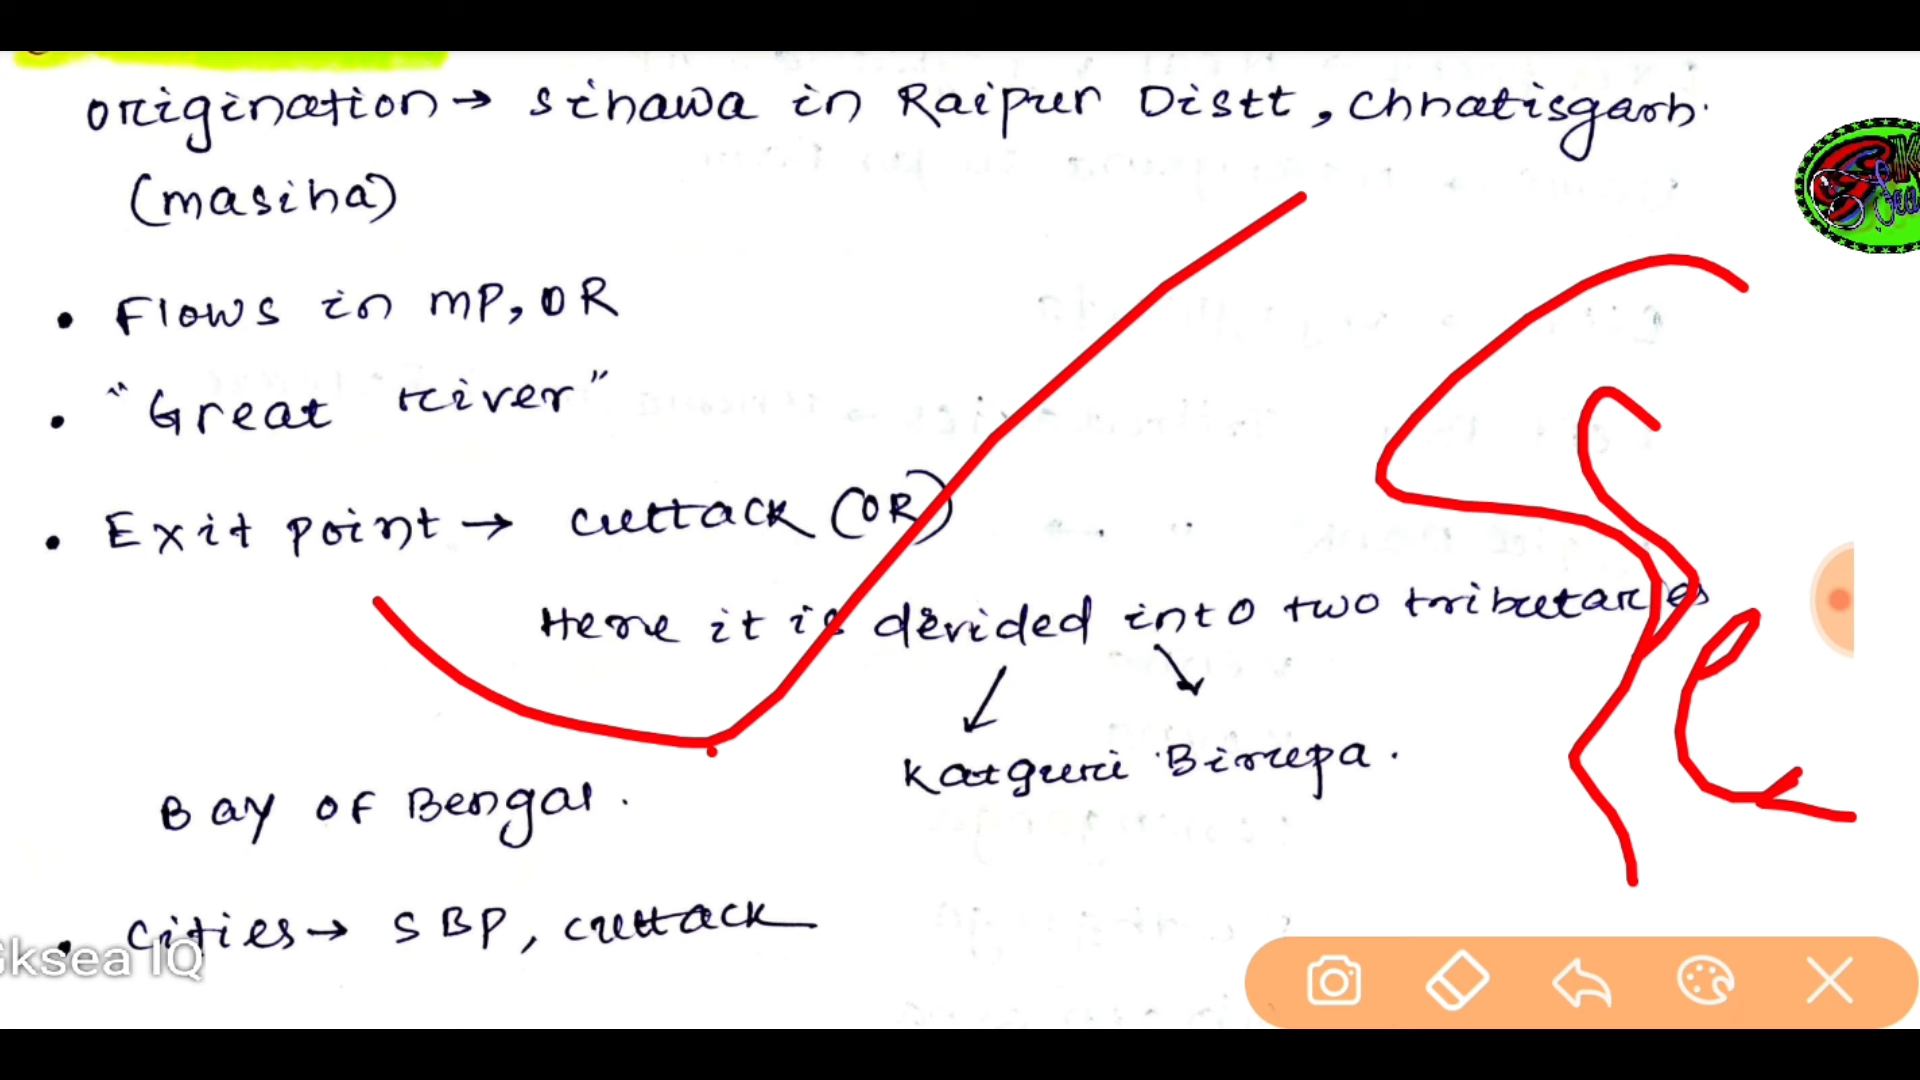 origination → sihawa in Raipur Distt, chhatisgarh.
(masiha)
• Flows in MP, OR
• "Great river"
• Exit point → cuttack (OR)
Here it is devided into two tributaries
Katguri Birupa.
Bay of Bengal.
• cities → SBP, cuttack
Gksea IQ